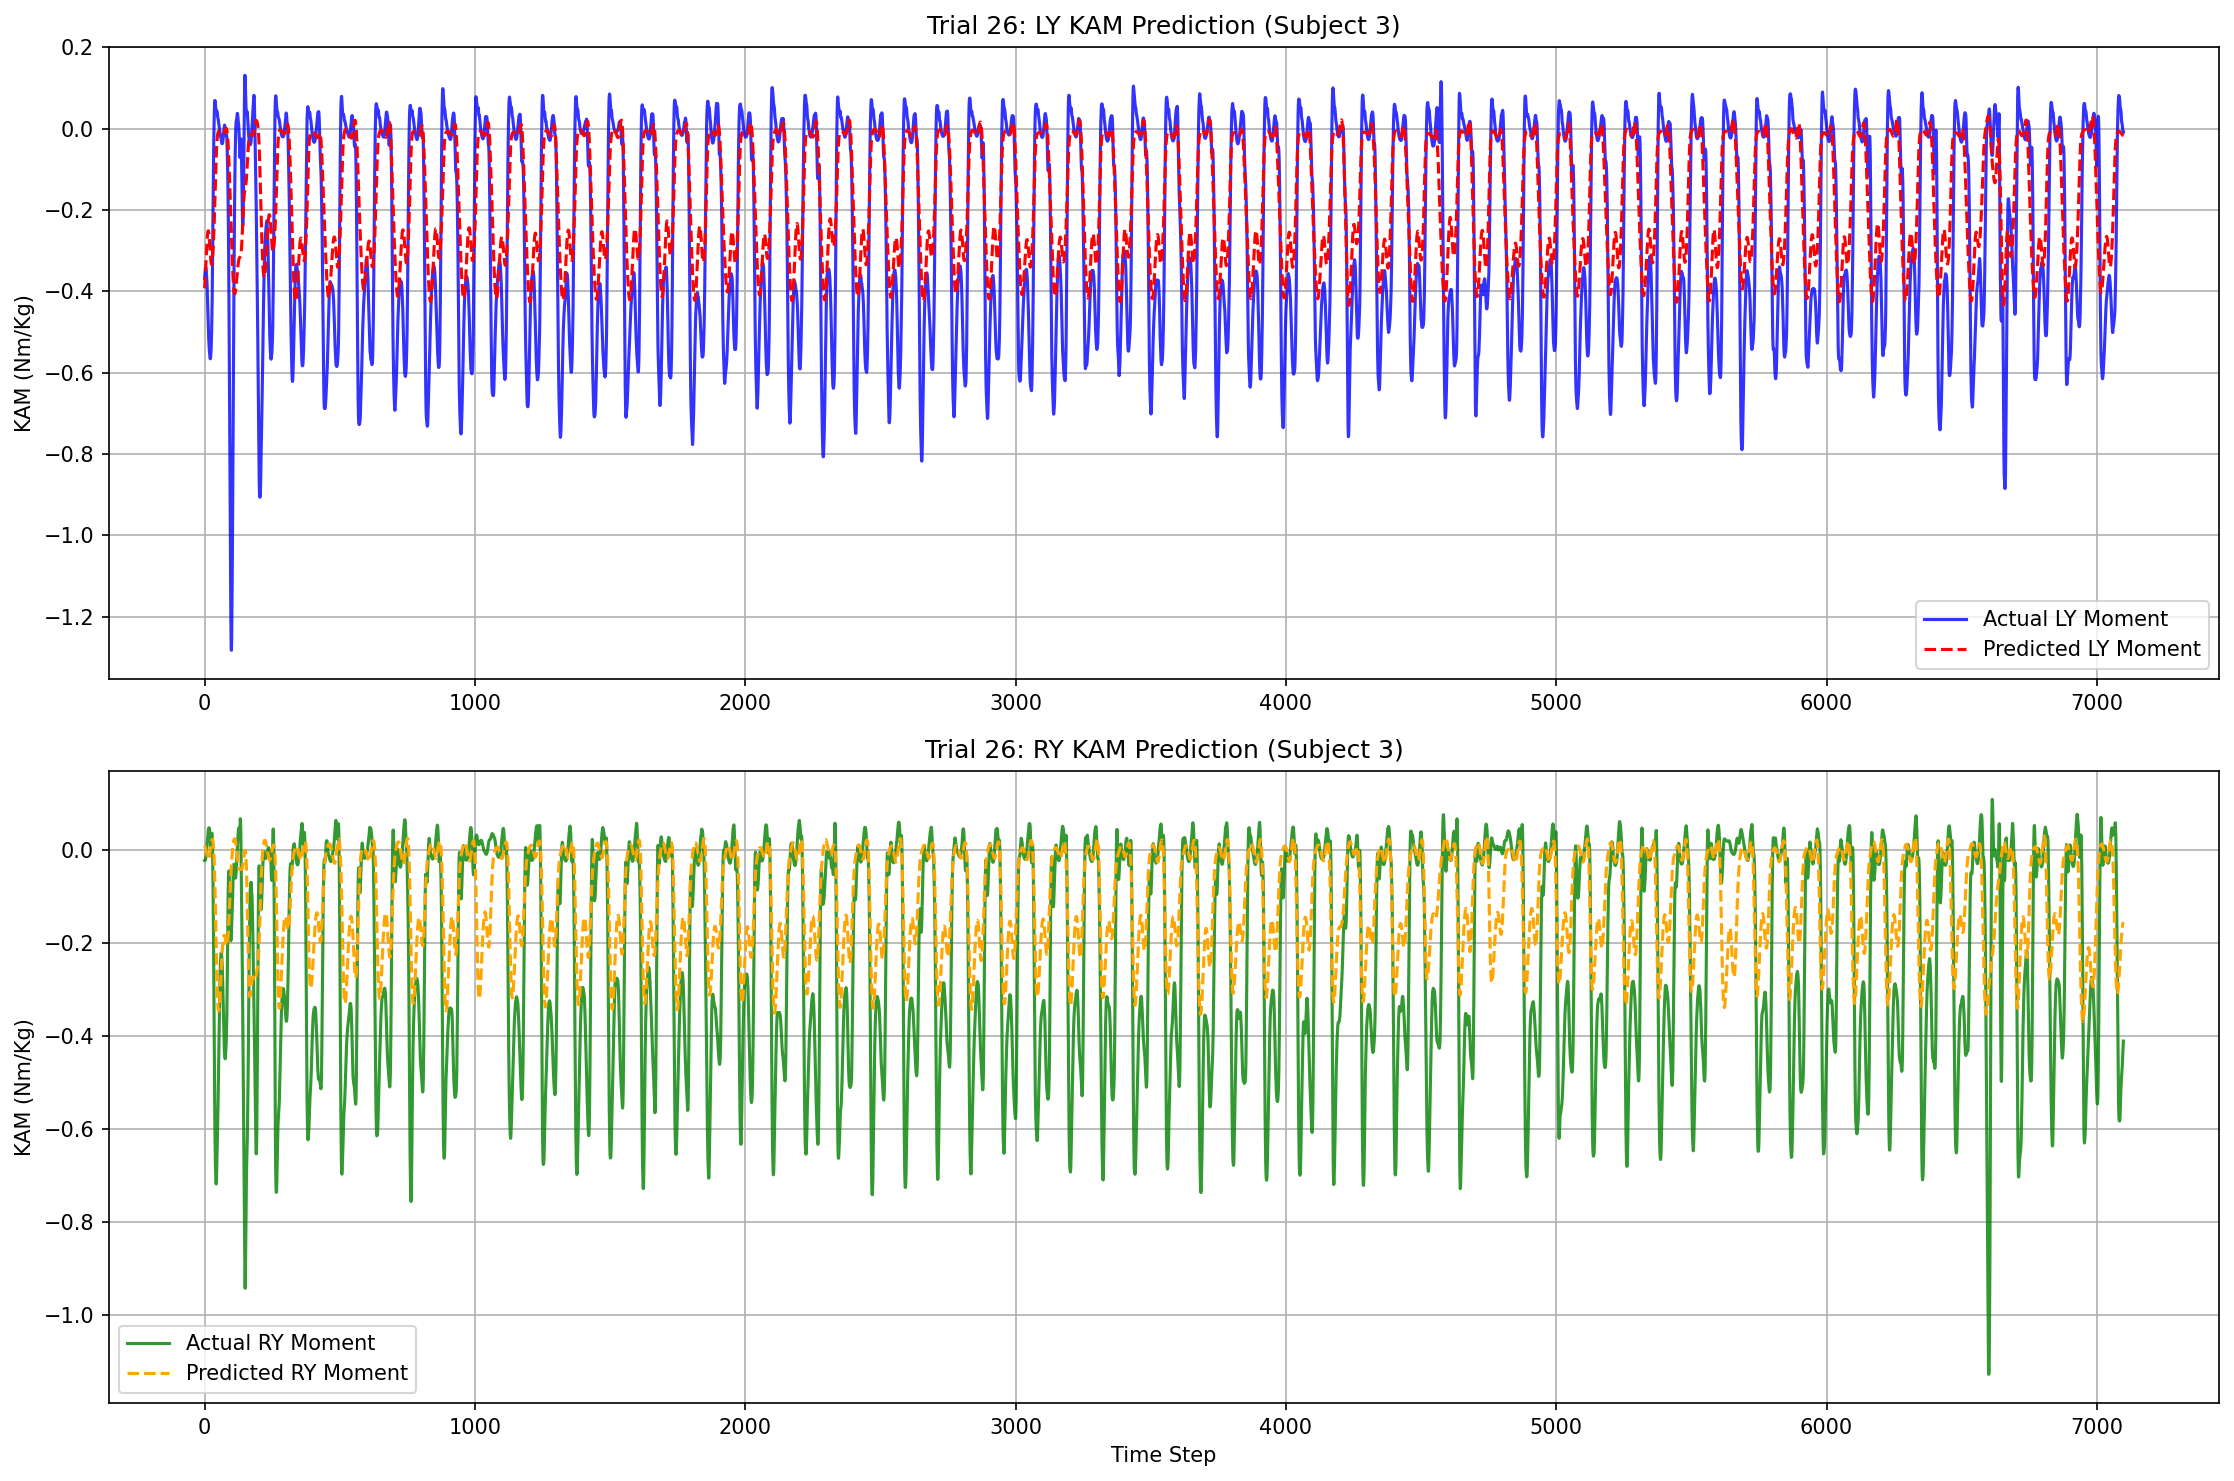 Trial 26: LY KAM Prediction (Subject 3)
KAM (Nm/Kg)
0.2
0.0
−0.2
−0.4
−0.6
−0.8
−1.0
−1.2
Actual LY Moment
Predicted LY Moment
0 1000 2000 3000 4000 5000 6000 7000
Trial 26: RY KAM Prediction (Subject 3)
KAM (Nm/Kg)
0.0
−0.2
−0.4
−0.6
−0.8
−1.0
Actual RY Moment
Predicted RY Moment
0 1000 2000 3000 4000 5000 6000 7000
Time Step